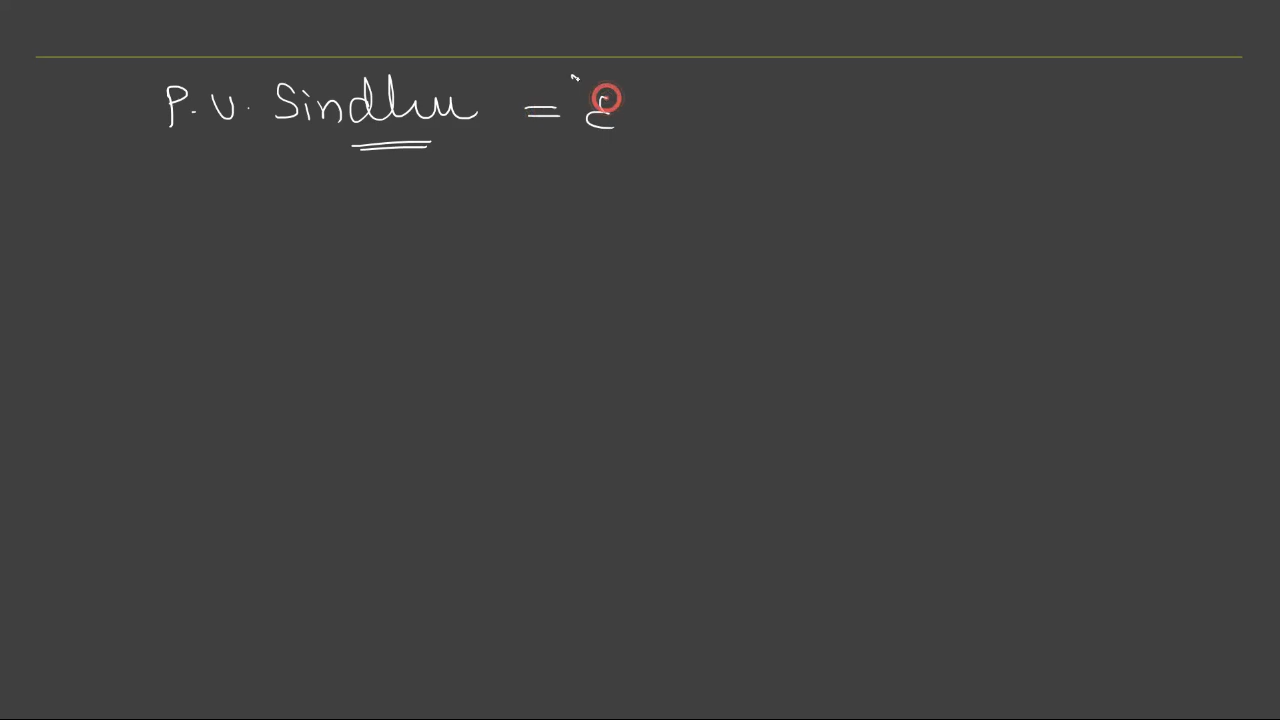 P. V. Sindhu =